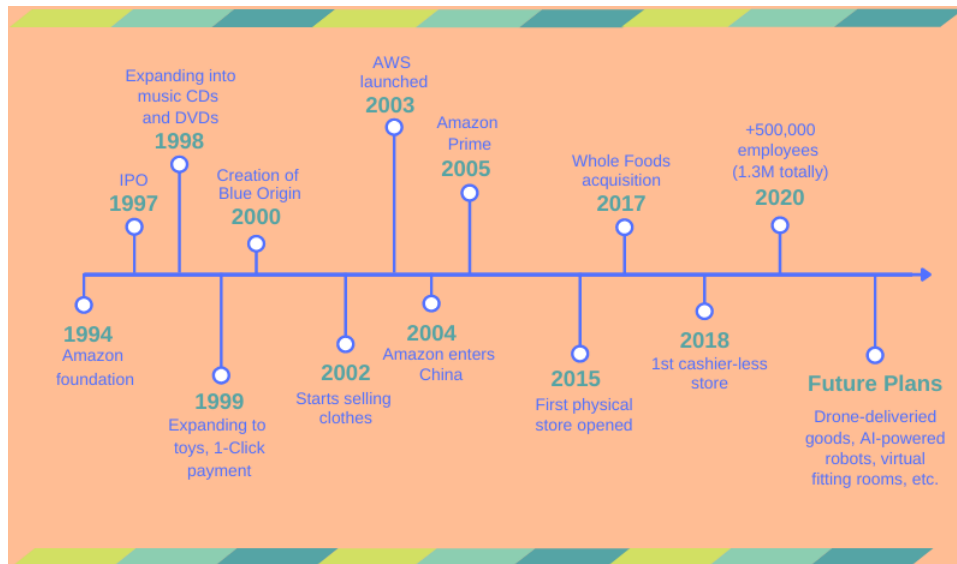 Amazon
foundation
1994
IPO
1997
Expanding into
music CDs
and DVDs
1998
1999
Expanding to
toys, 1-Click
payment
Creation of
Blue Origin
2000
2002
Starts selling
clothes
AWS
launched
2003
2004
Amazon enters
China
Amazon
Prime
2005
2015
First physical
store opened
Whole Foods
acquisition
2017
2018
1st cashier-less
store
+500,000
employees
(1.3M totally)
2020
Future Plans
Drone-deliveried
goods, AI-powered
robots, virtual
fitting rooms, etc.